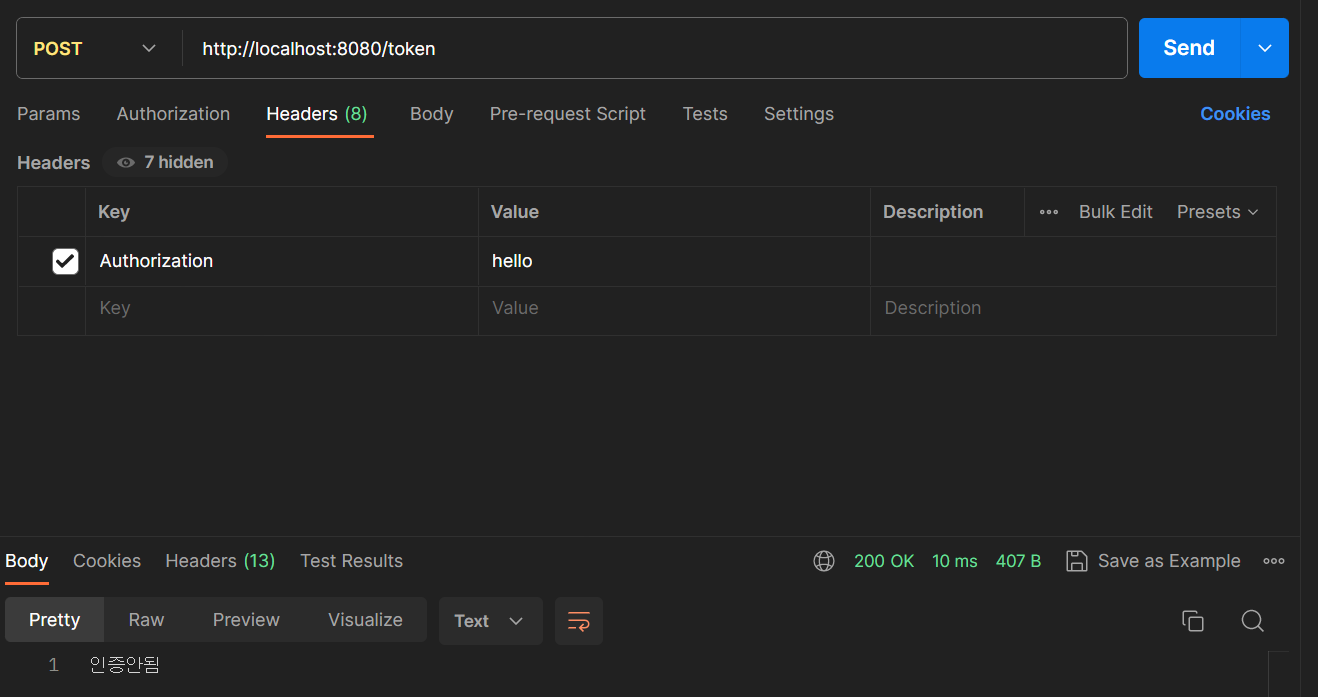 POST http://localhost:8080/token Send
Params Authorization Headers (8) Body Pre-request Script Tests Settings Cookies
Headers 7 hidden
Key Value Description Bulk Edit Presets
Authorization hello
Key Value Description
Body Cookies Headers (13) Test Results 200 OK 10 ms 407 B Save as Example
Pretty Raw Preview Visualize Text
1 인증안됨